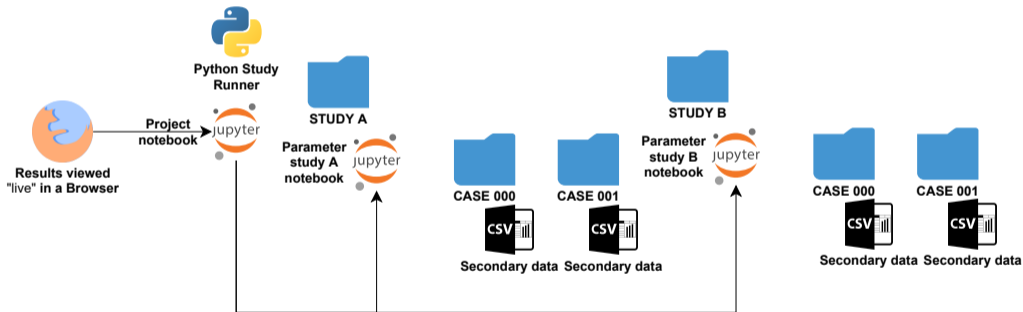 Python Study
Runner
Project
notebook
jupyter
Results viewed
"live" in a Browser
STUDY A
Parameter
study A
notebook
jupyter
CASE 000
CSV
Secondary data
CASE 001
CSV
Secondary data
STUDY B
Parameter
study B
notebook
jupyter
CASE 000
CSV
Secondary data
CASE 001
CSV
Secondary data